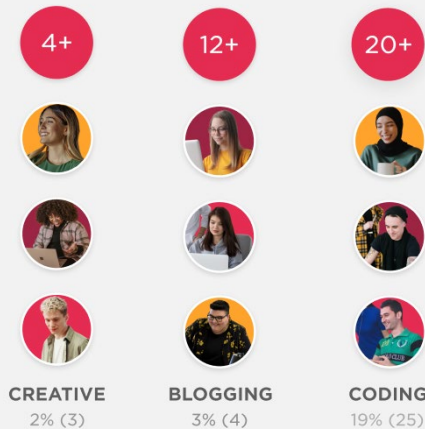 4+ 12+ 20+
CREATIVE BLOGGING CODING
2% (3) 3% (4) 19% (25)